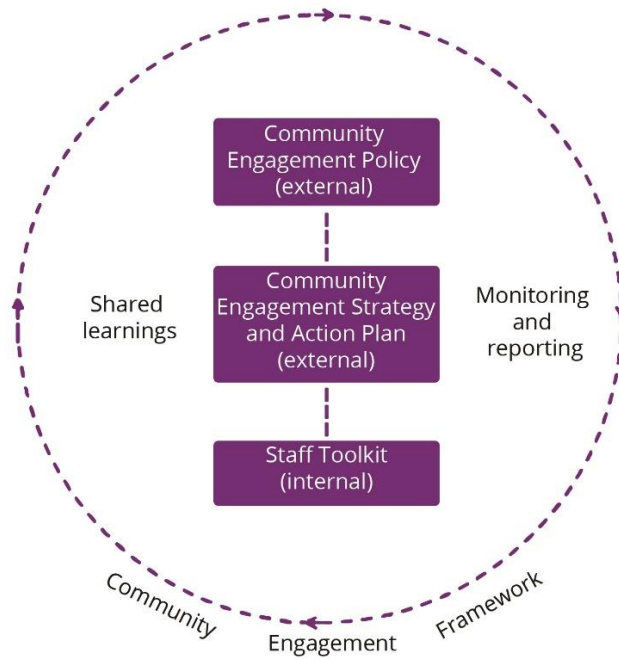 Community
Engagement Policy
(external)
Shared
learnings
Community
Engagement Strategy
and Action Plan
(external)
Monitoring
and
reporting
Staff Toolkit
(internal)
Community
Engagement
Framework